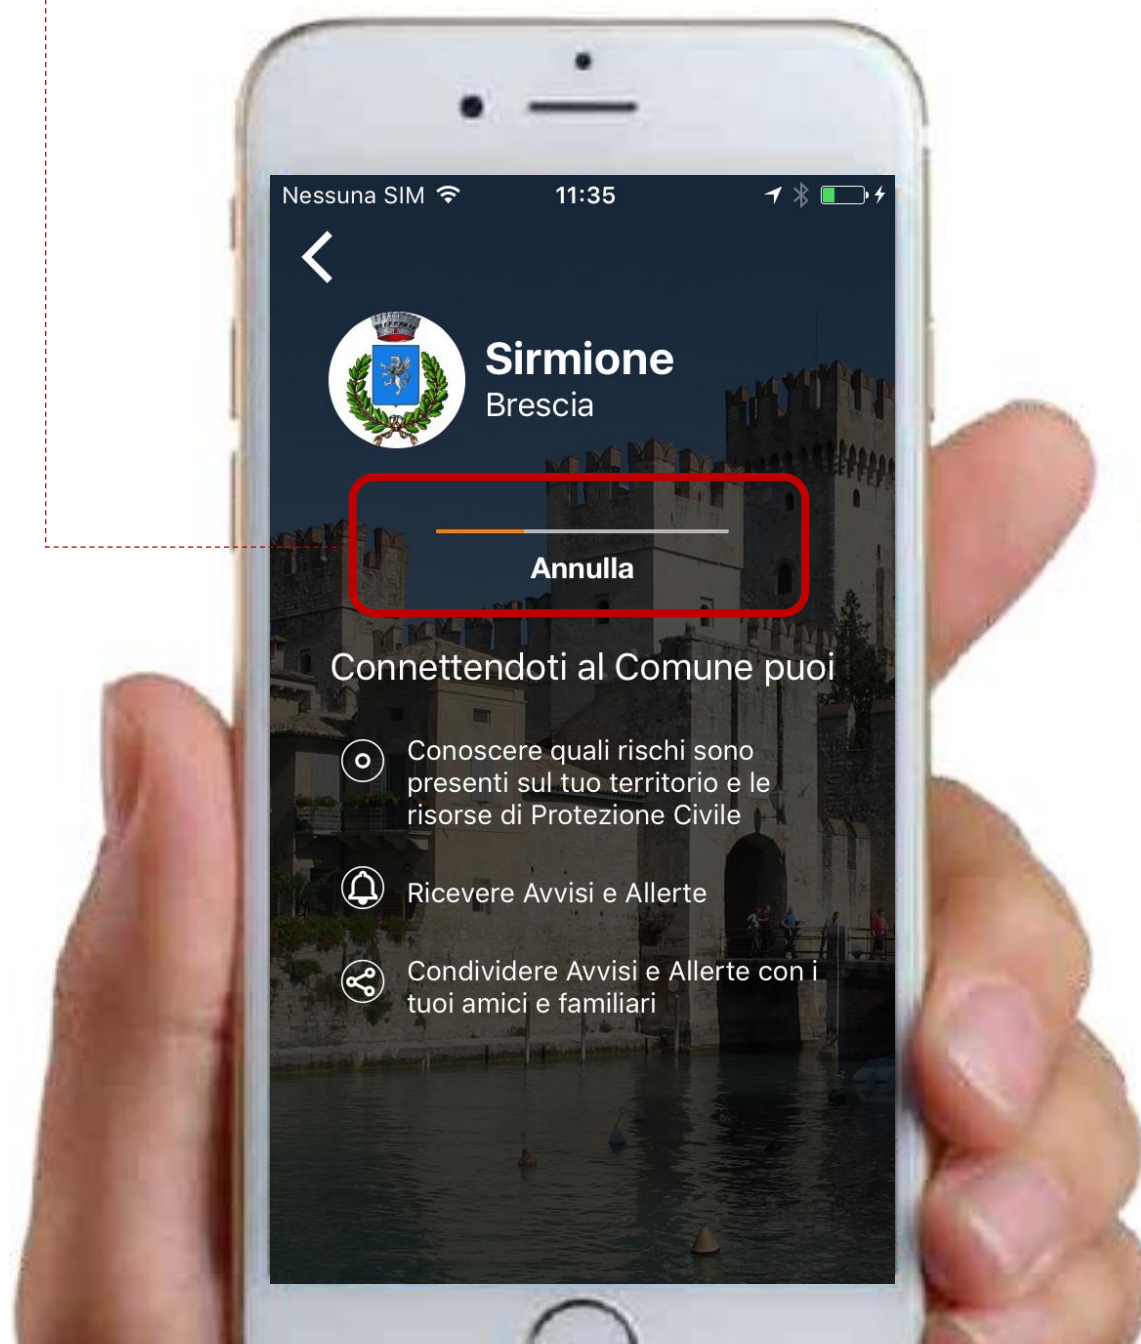 Nessuna SIM 11:35
Sirmione
Brescia
Annulla
Connettendoti al Comune puoi
Conoscere quali rischi sono
presenti sul tuo territorio e le
risorse di Protezione Civile
Ricevere Avvisi e Allerte
Condividere Avvisi e Allerte con i
tuoi amici e familiari